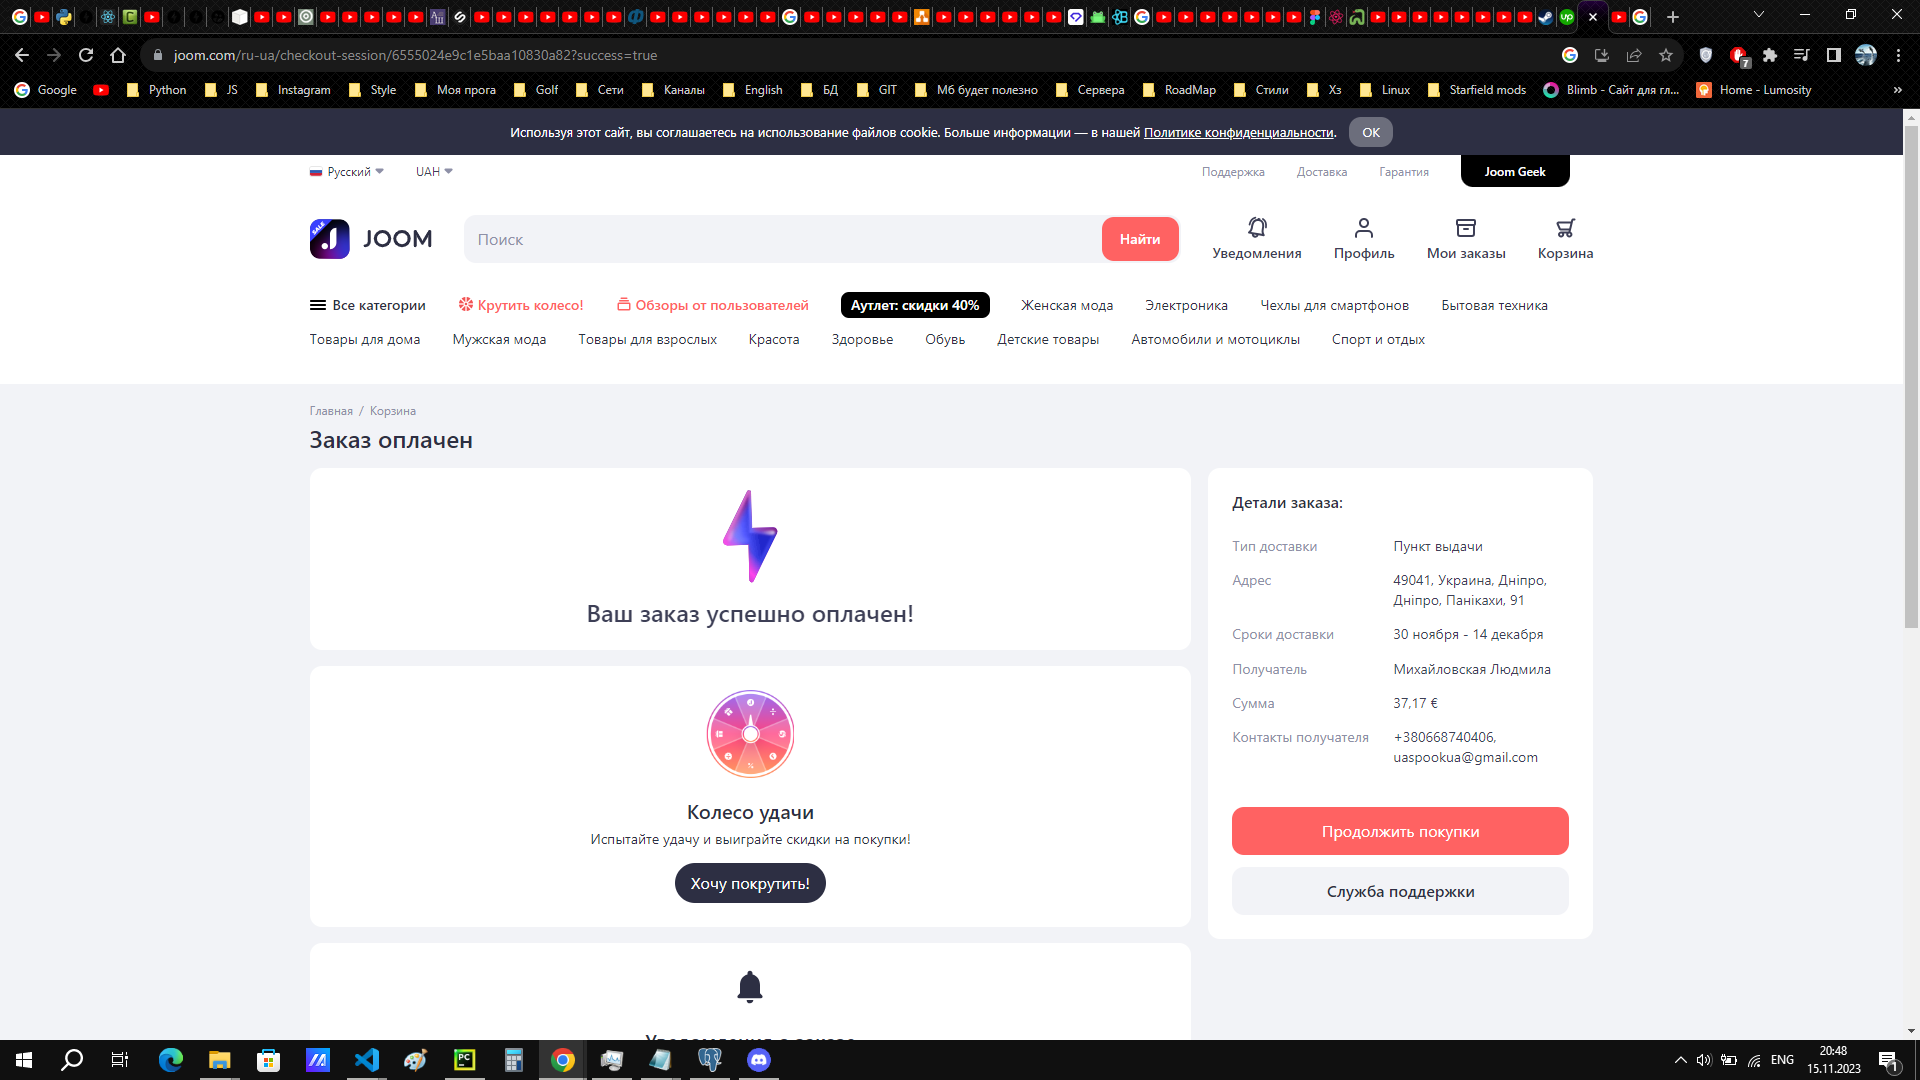 joom.com/ru-ua/checkout-session/6555024e9c1e5baa10830a82?success=true
7
Google
Python
JS
Instagram
Style
Моя прога
Golf
Сети
Каналы
English
БД
GIT
Мб будет полезно
Сервера
RoadMap
Стили
Хз
Linux
Starfield mods
Blimb - Сайт для гл...
Home - Lumosity
»
Используя этот сайт, вы соглашаетесь на использование файлов cookie. Больше информации — в нашей Политике конфиденциальности.
OK
Русский
UAH
Поддержка
Доставка
Гарантия
Joom Geek
SALE
J
JOOM
Поиск
Найти
Уведомления
Профиль
Мои заказы
Корзина
Все категории
Крутить колесо!
Обзоры от пользователей
Аутлет: скидки 40%
Женская мода
Электроника
Чехлы для смартфонов
Бытовая техника
Товары для дома
Мужская мода
Товары для взрослых
Красота
Здоровье
Обувь
Детские товары
Автомобили и мотоциклы
Спорт и отдых
Главная / Корзина
Заказ оплачен
Ваш заказ успешно оплачен!
Колесо удачи
Испытайте удачу и выиграйте скидки на покупки!
Хочу покрутить!
Детали заказа:
Тип доставки
Пункт выдачи
Адрес
49041, Украина, Дніпро,
Дніпро, Панікахи, 91
Сроки доставки
30 ноября - 14 декабря
Получатель
Михайловская Людмила
Сумма
37,17 €
Контакты получателя
+380668740406,
uaspookua@gmail.com
Продолжить покупки
Служба поддержки
PC
ENG
20:48
15.11.2023
1